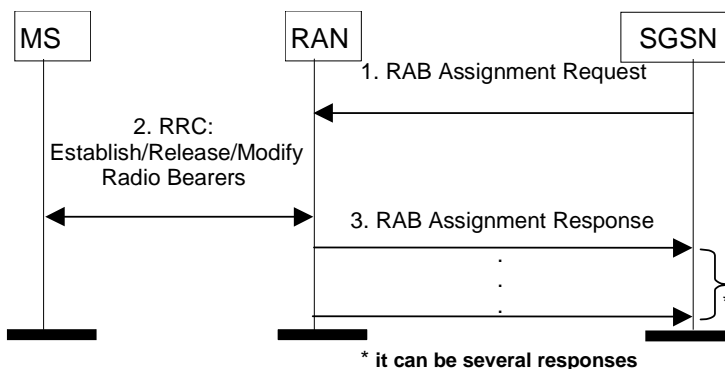 MS
RAN
SGSN
1. RAB Assignment Request
2. RRC:
Establish/Release/Modify
Radio Bearers
3. RAB Assignment Response
.
.
.
*
* it can be several responses